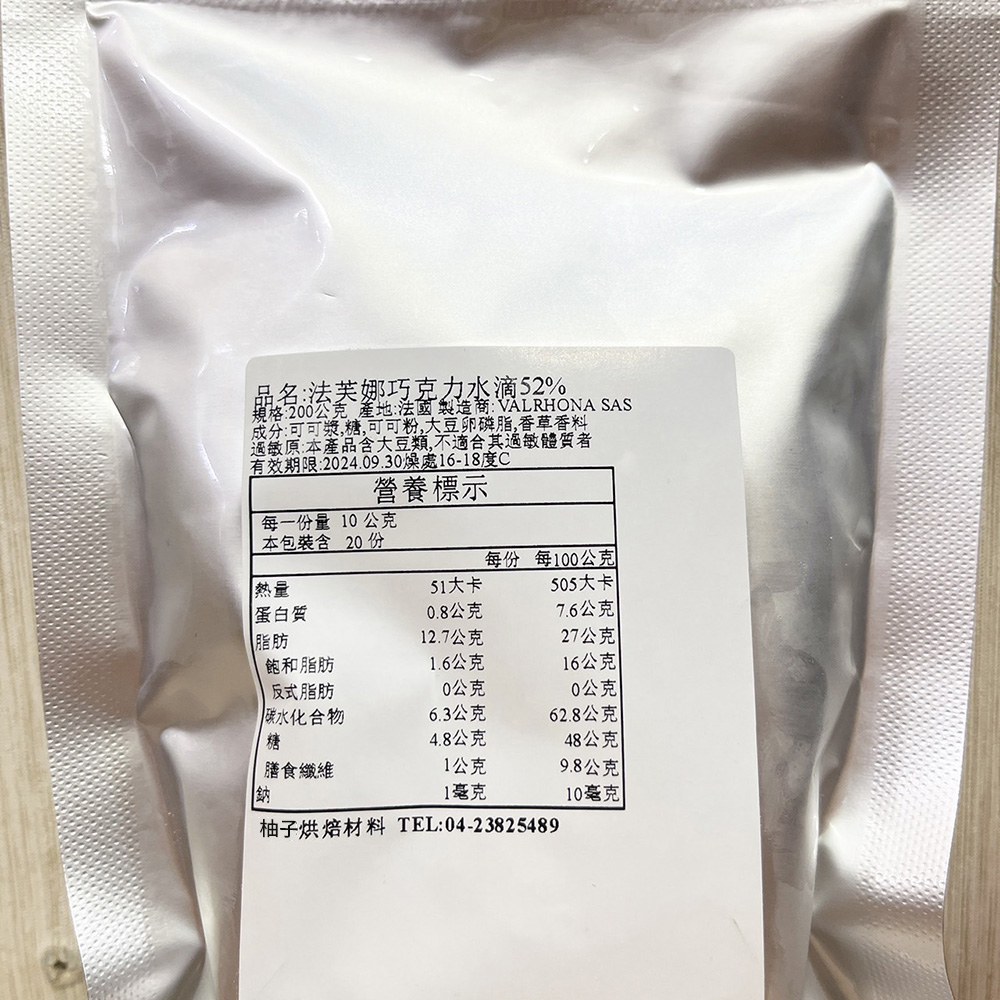 品名:法芙娜巧克力水滴52%
規格:200公克 產地:法國 製造商: VALRHONA SAS
成分:可可漿,糖,可可粉,大豆卵磷脂,香草香料
過敏原:本產品含大豆類,不適合其過敏體質者
有效期限:2024.09.30燥處16-18度C
營養標示
每一份量 10 公克
本包裝含 20 份
每份 每100公克
熱量 51大卡 505大卡
蛋白質 0.8公克 7.6公克
脂肪 12.7公克 27公克
飽和脂肪 1.6公克 16公克
反式脂肪 0公克 0公克
碳水化合物 6.3公克 62.8公克
糖 4.8公克 48公克
膳食纖維 1公克 9.8公克
鈉 1毫克 10毫克
柚子烘焙材料 TEL:04-23825489